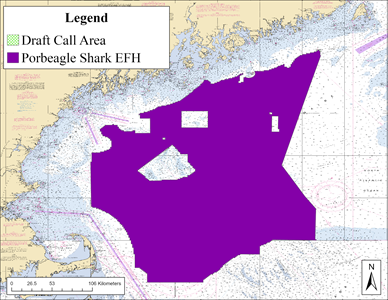 Legend
Draft Call Area
Porbeagle Shark EFH
N
0 26.5 53 106 Kilometers